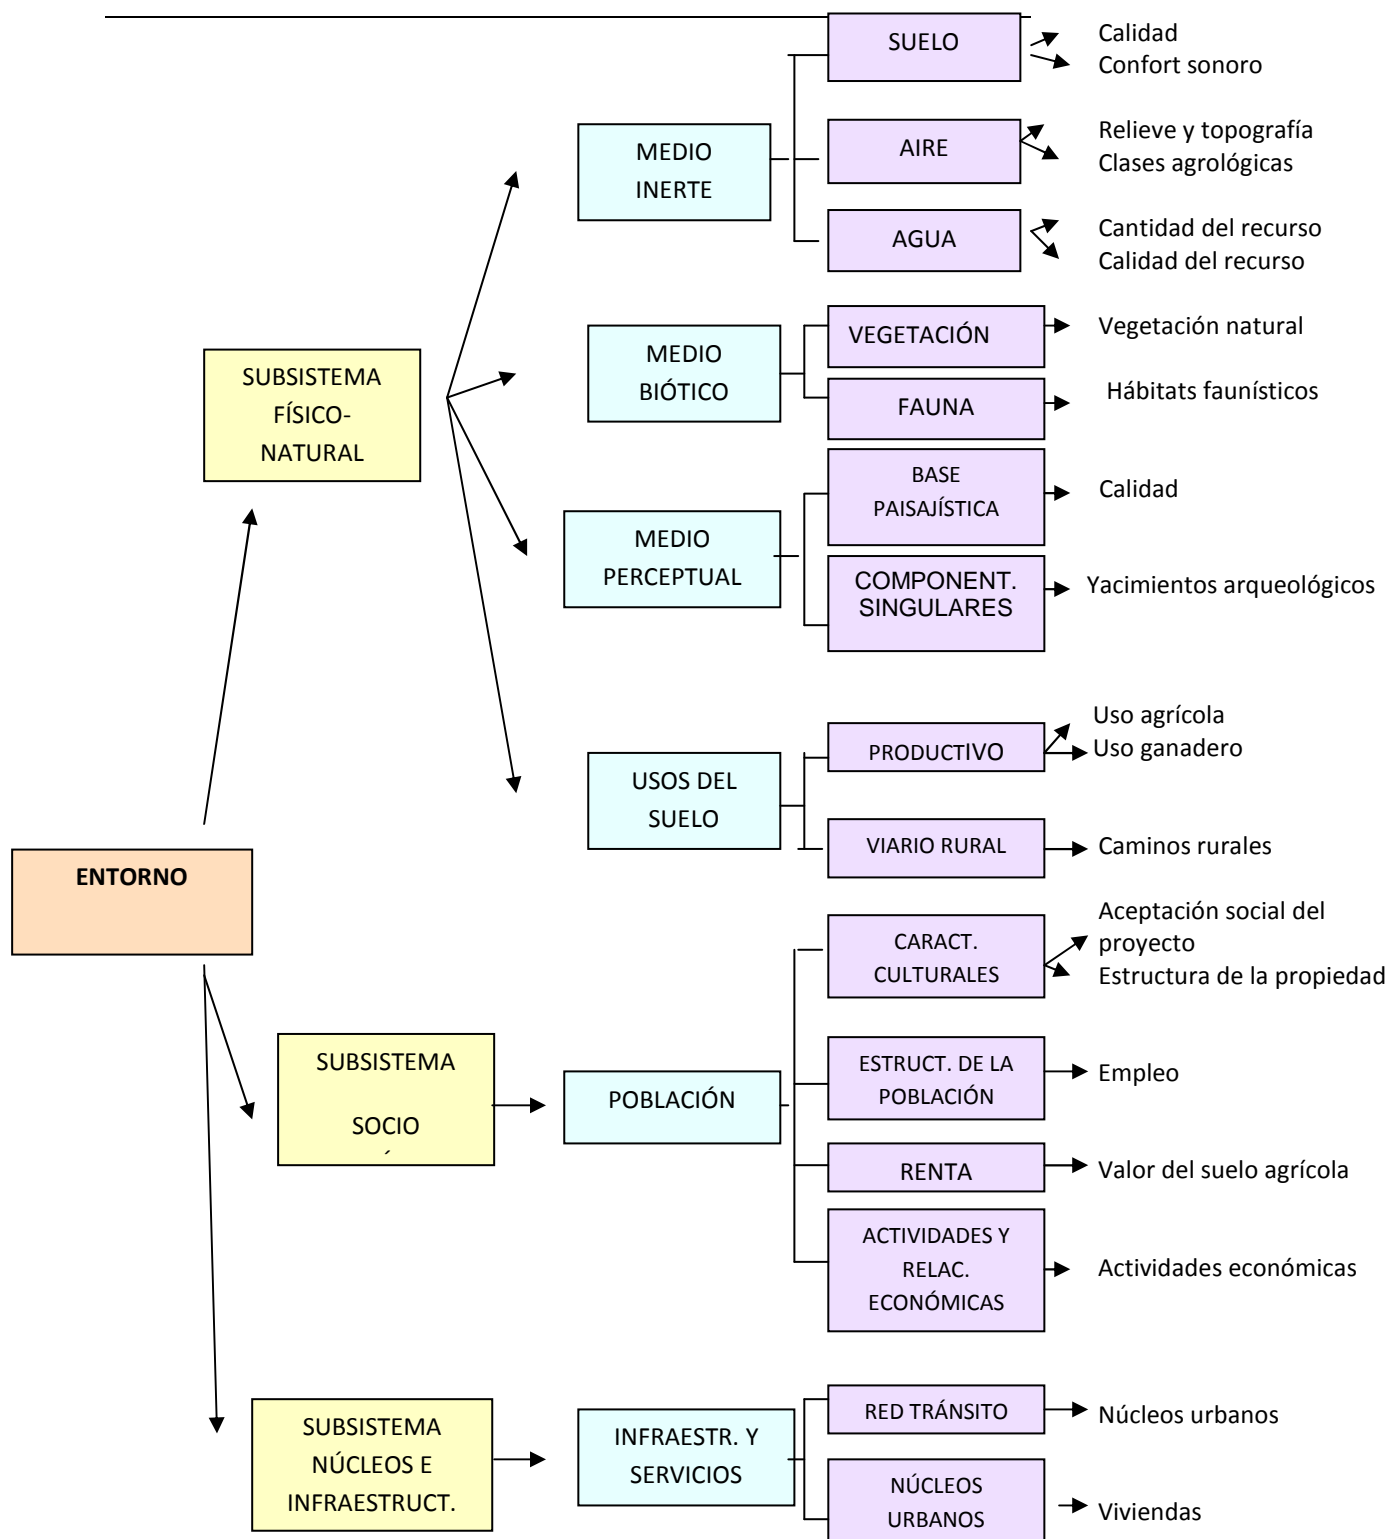 SUELO
Calidad
Confort sonoro
MEDIO
INERTE
AIRE
Relieve y topografía
Clases agrológicas
AGUA
Cantidad del recurso
Calidad del recurso
SUBSISTEMA
FÍSICO-
NATURAL
MEDIO
BIÓTICO
VEGETACIÓN
Vegetación natural
FAUNA
Hábitats faunísticos
MEDIO
PERCEPTUAL
BASE
PAISAJÍSTICA
Calidad
COMPONENT.
SINGULARES
Yacimientos arqueológicos
USOS DEL
SUELO
PRODUCTIVO
Uso agrícola
Uso ganadero
VIARIO RURAL
Caminos rurales
ENTORNO
SUBSISTEMA
SOCIO
POBLACIÓN
CARACT.
CULTURALES
Aceptación social del
proyecto
Estructura de la propiedad
ESTRUCT. DE LA
POBLACIÓN
Empleo
RENTA
Valor del suelo agrícola
ACTIVIDADES Y
RELAC.
ECONÓMICAS
Actividades económicas
SUBSISTEMA
NÚCLEOS E
INFRAESTRUCT.
INFRAESTR. Y
SERVICIOS
RED TRÁNSITO
Núcleos urbanos
NÚCLEOS
URBANOS
Viviendas